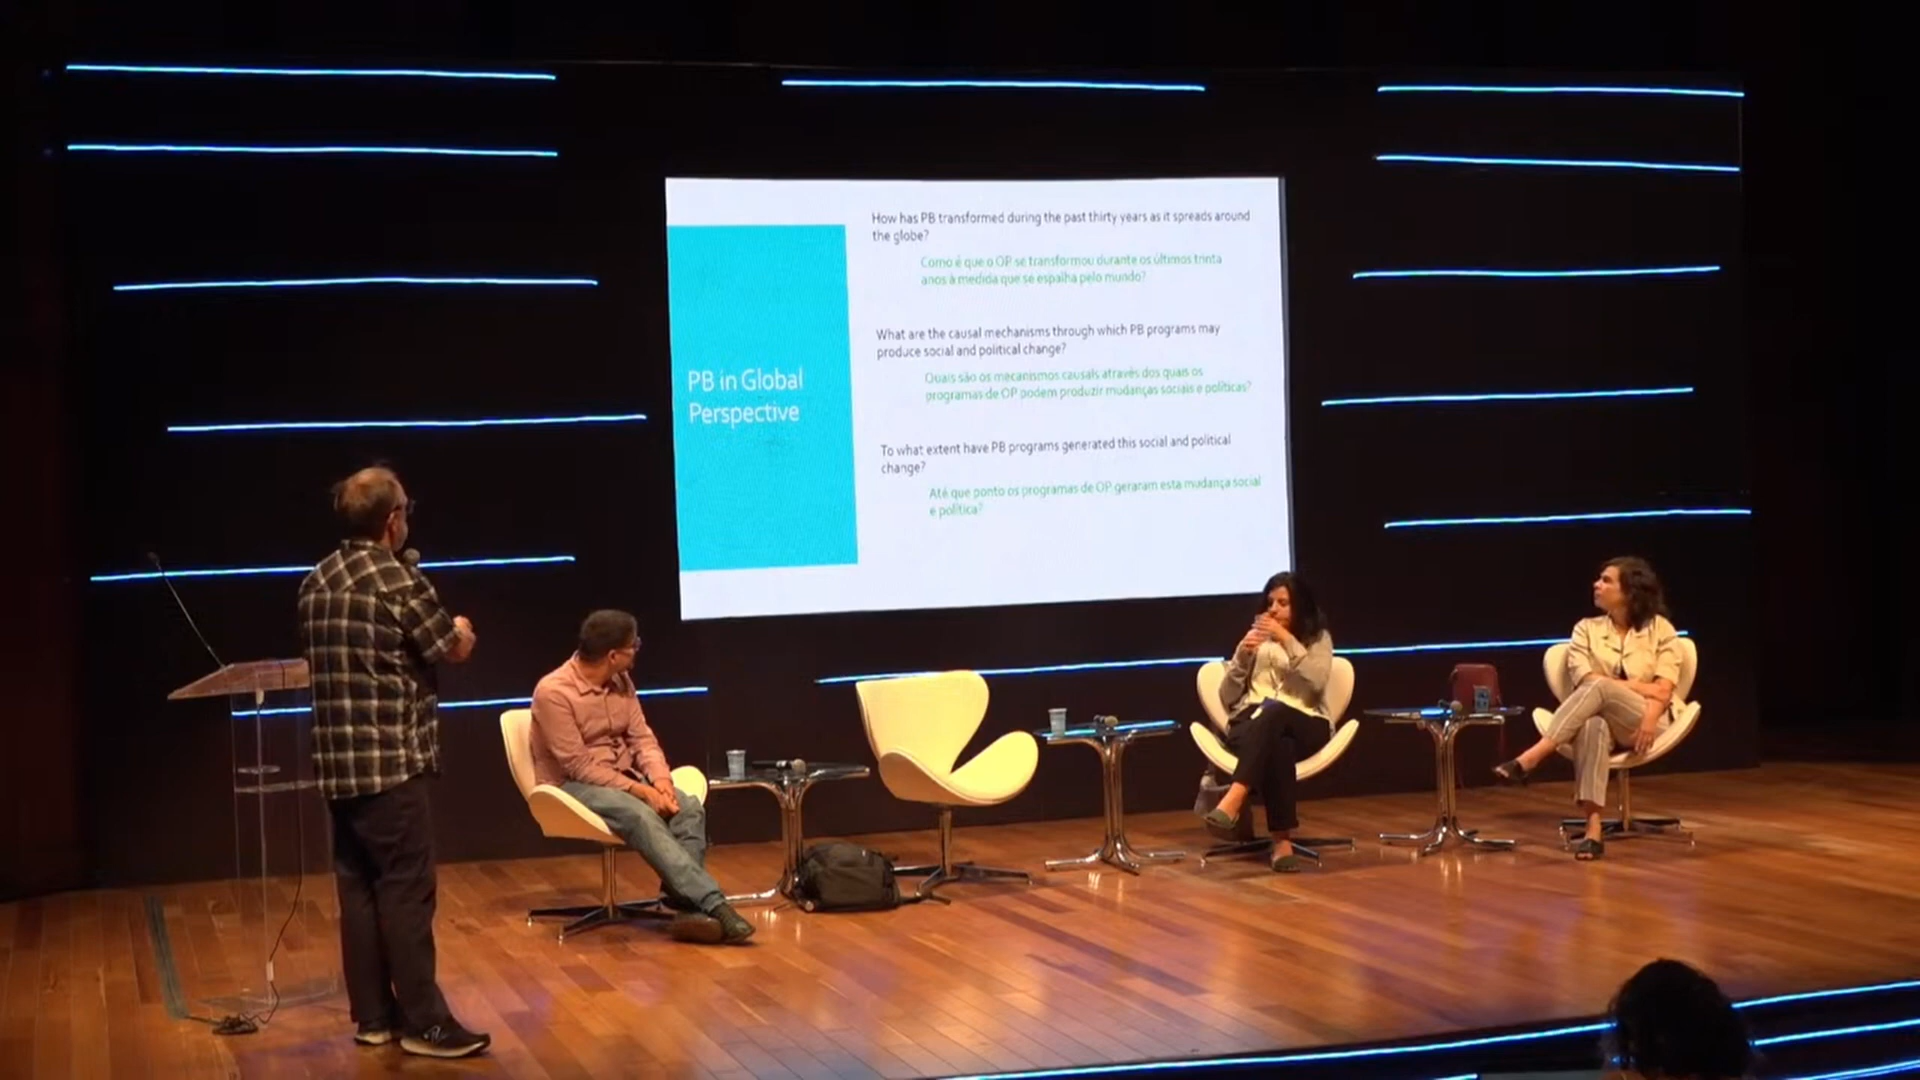 PB in Global
Perspective
How has PB transformed during the past thirty years as it spreads around
the globe?
Como é que o OP se transformou durante os últimos trinta
anos à medida que se espalha pelo mundo?
What are the causal mechanisms through which PB programs may
produce social and political change?
Quais são os mecanismos causais através dos quais os
programas de OP podem produzir mudanças sociais e políticas?
To what extent have PB programs generated this social and political
change?
Até que ponto os programas de OP geraram esta mudança social
e política?